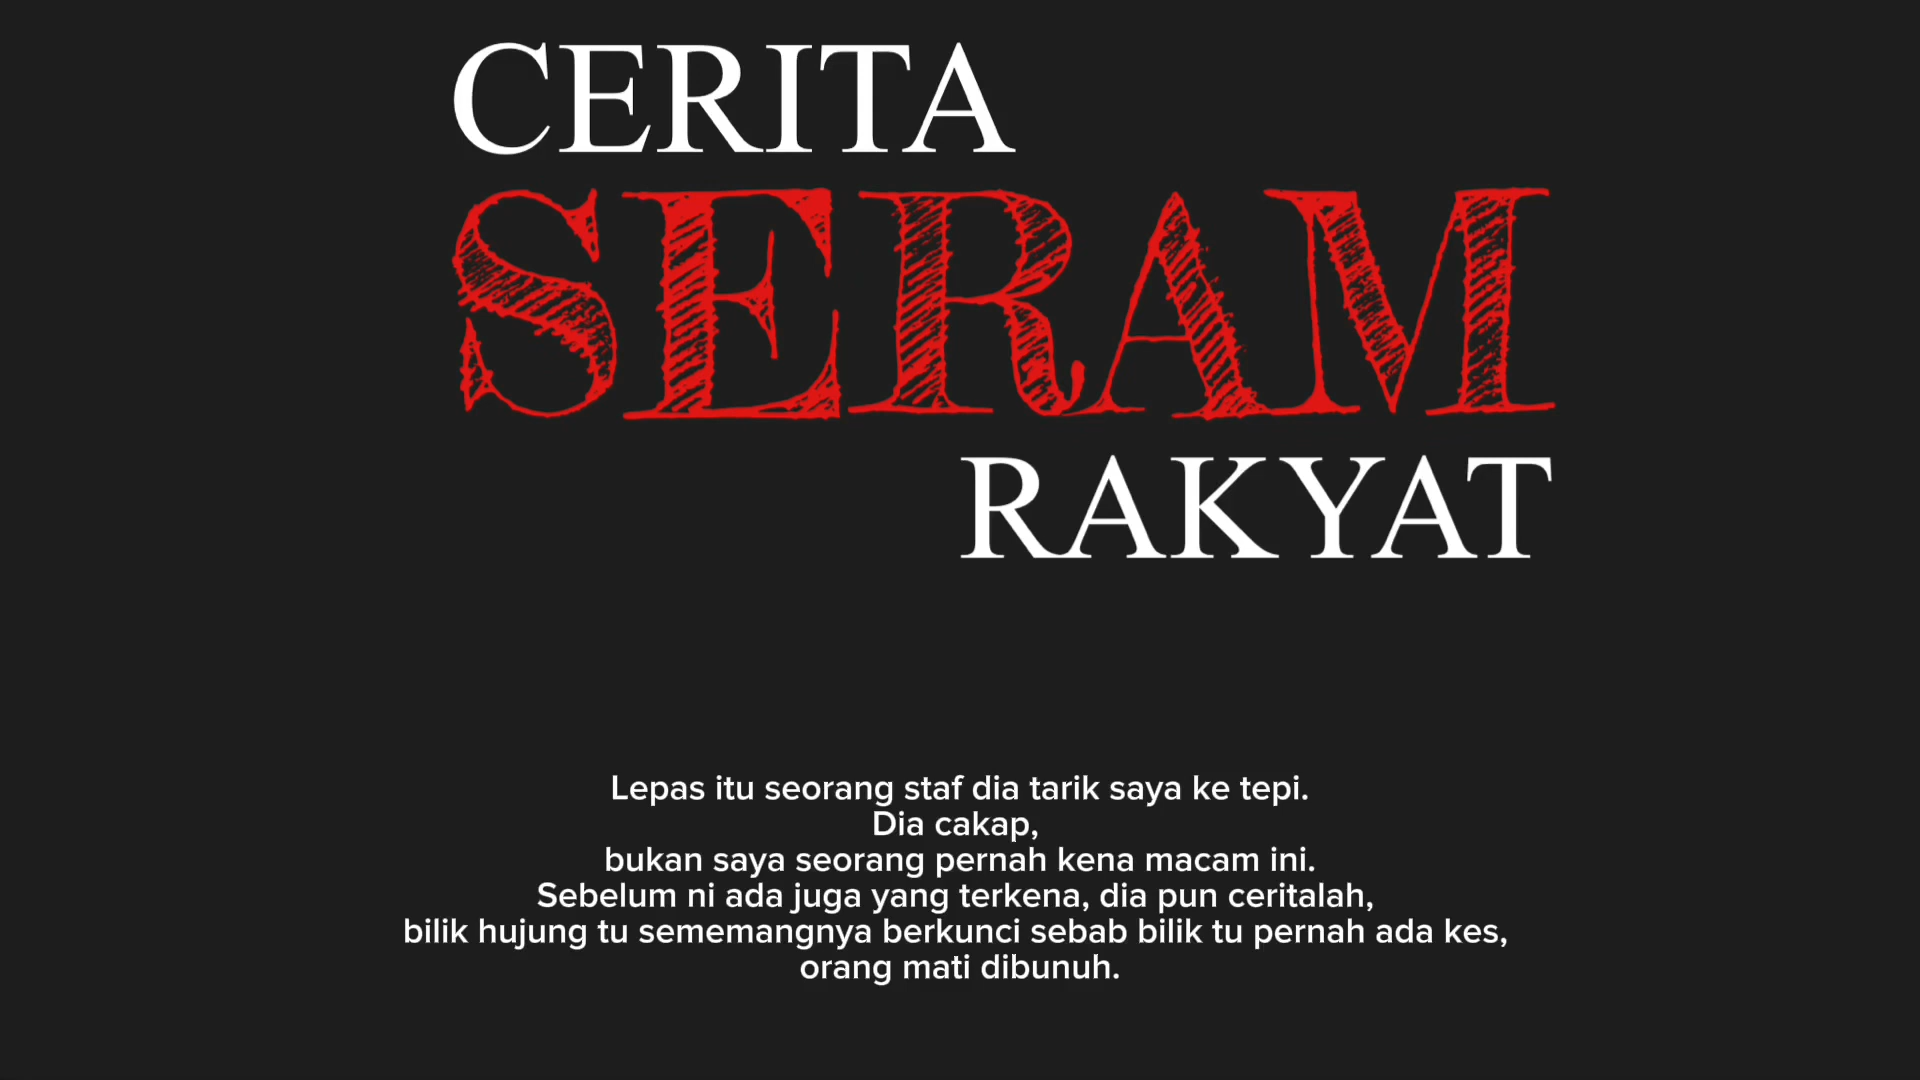 CERITA
SERAM
RAKYAT
Lepas itu seorang staf dia tarik saya ke tepi.
Dia cakap,
bukan saya seorang pernah kena macam ini.
Sebelum ni ada juga yang terkena, dia pun ceritalah,
bilik hujung tu sememangnya berkunci sebab bilik tu pernah ada kes,
orang mati dibunuh.